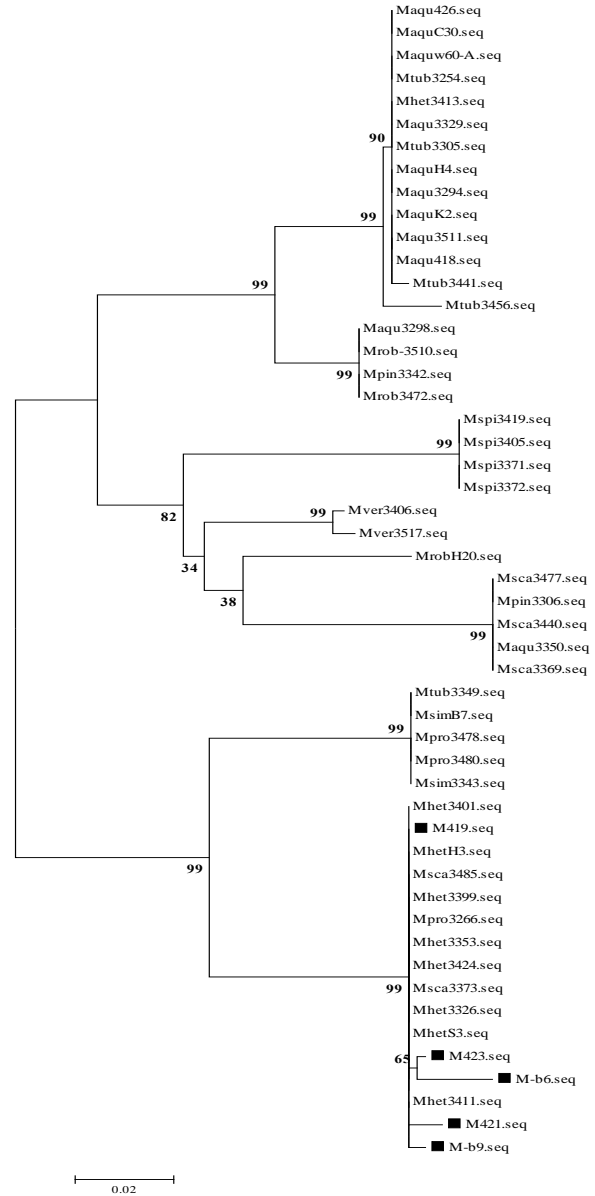 Maqu426.seq
MaquC30.seq
Maquw60-A.seq
Mtub3254.seq
Mhet3413.seq
Maqu3329.seq
90
Mtub3305.seq
MaquH4.seq
Maqu3294.seq
99
MaquK2.seq
Maqu3511.seq
Maqu418.seq
99
Mtub3441.seq
Mtub3456.seq
Maqu3298.seq
Mrob-3510.seq
99
Mpin3342.seq
Mrob3472.seq
Mspi3419.seq
99
Mspi3405.seq
Mspi3371.seq
Mspi3372.seq
82
99
Mver3406.seq
Mver3517.seq
34
MrobH20.seq
Msca3477.seq
38
Mpin3306.seq
Msca3440.seq
99
Maqu3350.seq
Msca3369.seq
Mtub3349.seq
MsimB7.seq
99
Mpro3478.seq
Mpro3480.seq
Msim3343.seq
Mhet3401.seq
M419.seq
MhetH3.seq
99
Msca3485.seq
Mhet3399.seq
Mpro3266.seq
Mhet3353.seq
Mhet3424.seq
99
Msca3373.seq
Mhet3326.seq
MhetS3.seq
65
M423.seq
M-b6.seq
Mhet3411.seq
M421.seq
M-b9.seq
0.02